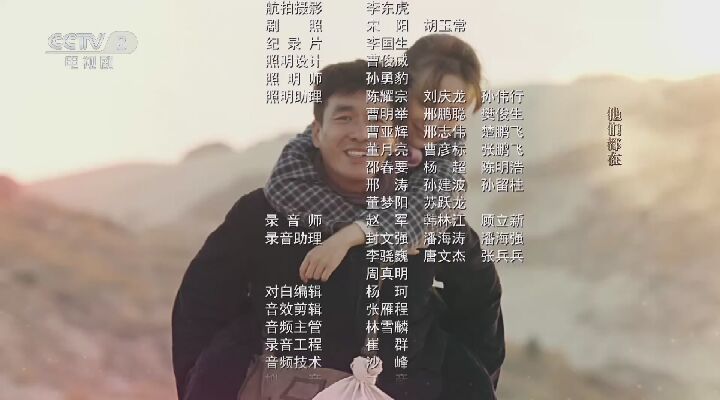 CCTV 8
电视剧
航拍摄影 李东虎
剧 照 宋 阳 胡玉常
纪录片 李国生
照明设计 曹俊威
照明师 孙勇豹
照明助理 陈耀宗 刘庆龙 孙伟行
曹明举 邢鹏聪 樊俊生
曹亚辉 邢志伟 楚鹏飞
董月亮 曹彦标 张鹏飞
邵春要 杨 超 陈明浩
邢 涛 孙建波 孙留柱
董梦阳 苏跃龙
录音师 赵 军 韩林江 顾立新
录音助理 封文强 潘海涛 潘海强
李骁巍 唐文杰 张兵兵
周真明
对白编辑 杨 珂
音效剪辑 张雁程
音频主管 林雪麟
录音工程 崔 群
音频技术 沙 峰
他们都在